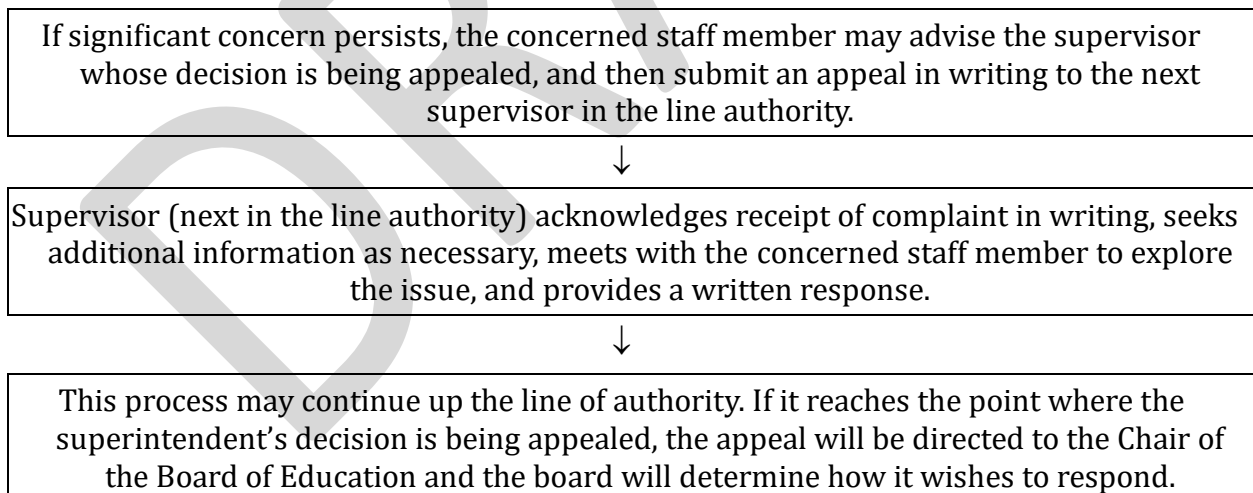 If significant concern persists, the concerned staff member may advise the supervisor
whose decision is being appealed, and then submit an appeal in writing to the next
supervisor in the line authority.
↓
Supervisor (next in the line authority) acknowledges receipt of complaint in writing, seeks
additional information as necessary, meets with the concerned staff member to explore
the issue, and provides a written response.
↓
This process may continue up the line of authority. If it reaches the point where the
superintendent’s decision is being appealed, the appeal will be directed to the Chair of
the Board of Education and the board will determine how it wishes to respond.